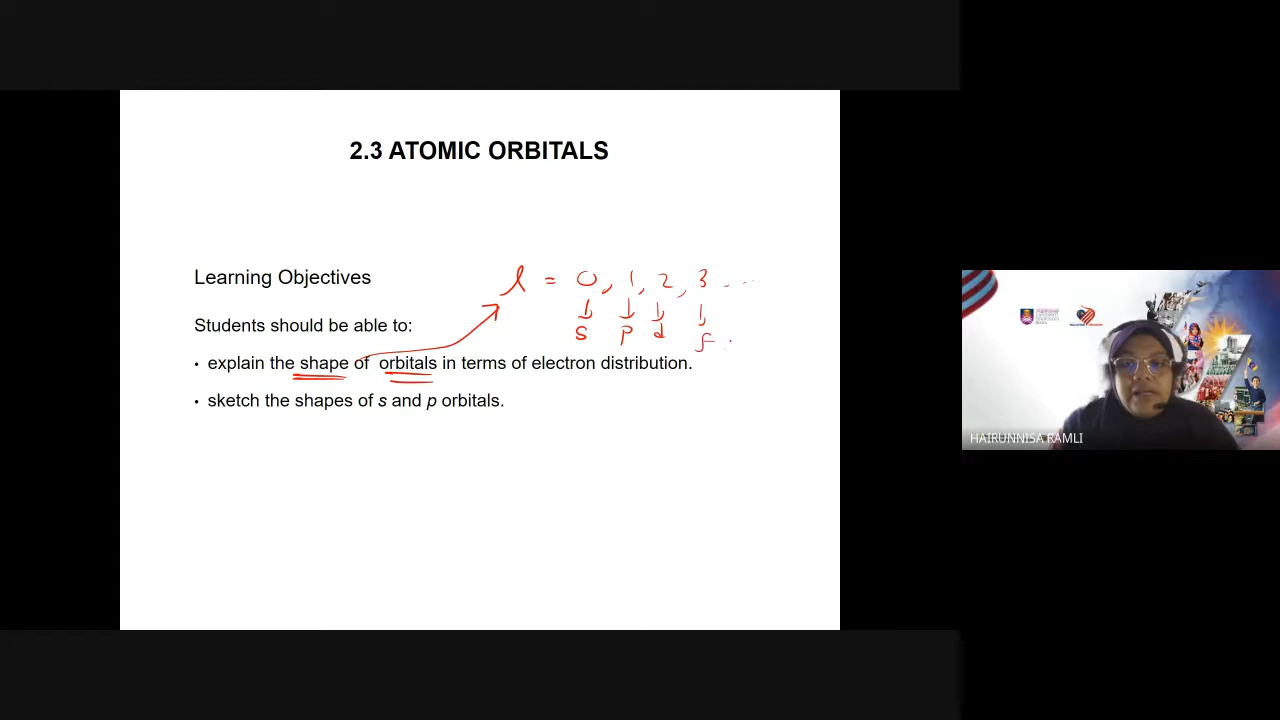 2.3 ATOMIC ORBITALS
Learning Objectives
l = 0, 1, 2, 3 ...
s p d f
Students should be able to:
• explain the shape of orbitals in terms of electron distribution.
• sketch the shapes of s and p orbitals.
HAIRUNNISA RAMLI